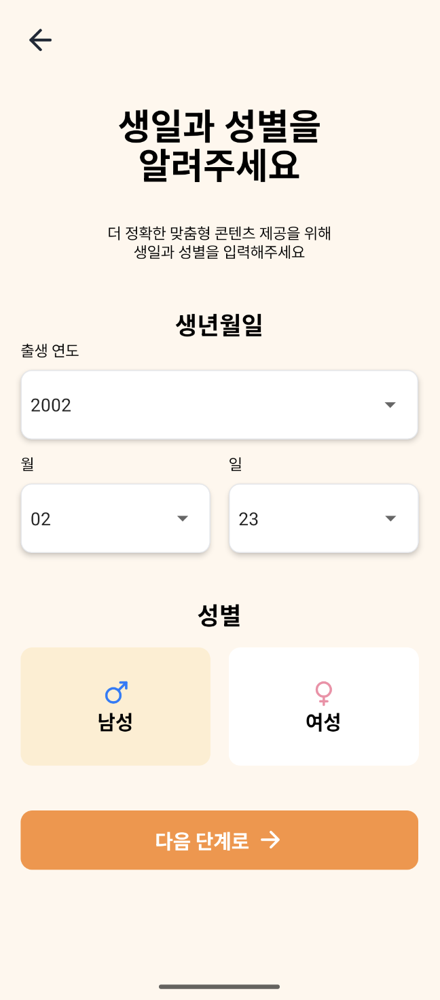 생일과 성별을
알려주세요
더 정확한 맞춤형 콘텐츠 제공을 위해
생일과 성별을 입력해주세요
생년월일
출생 연도
2002
월
일
02
23
성별
남성
여성
다음 단계로